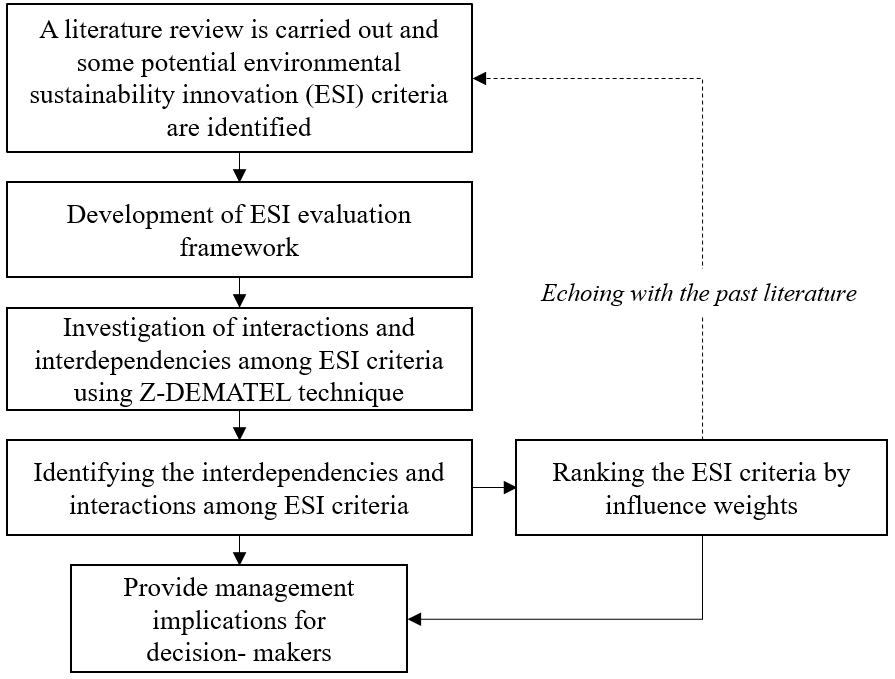 A literature review is carried out and
some potential environmental
sustainability innovation (ESI) criteria
are identified
Development of ESI evaluation
framework
Echoing with the past literature
Investigation of interactions and
interdependencies among ESI criteria
using Z-DEMATEL technique
Identifying the interdependencies and
interactions among ESI criteria
Ranking the ESI criteria by
influence weights
Provide management
implications for
decision- makers